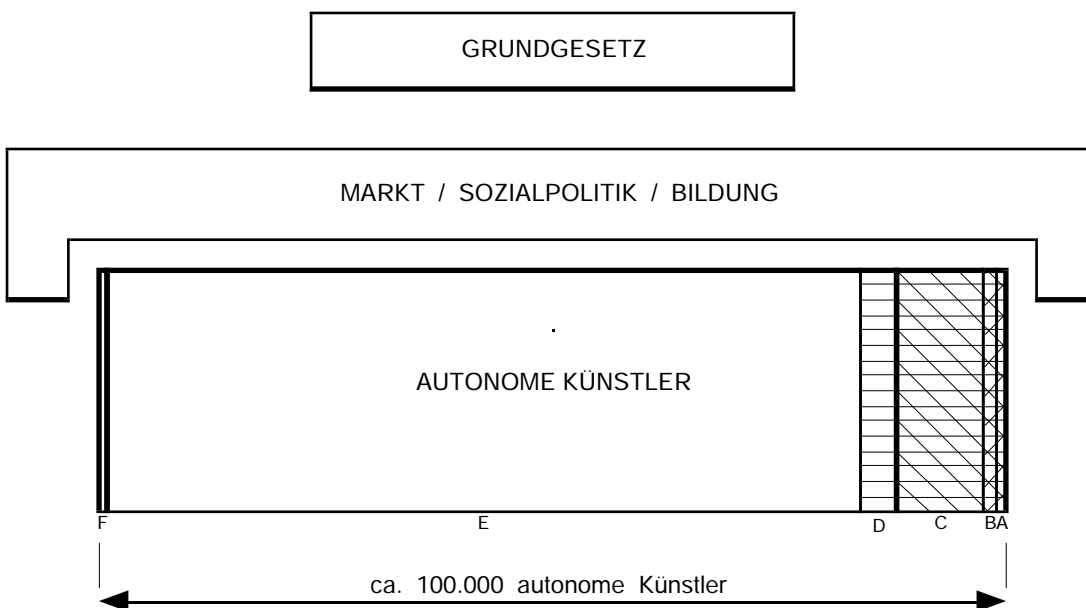 GRUNDGESETZ
MARKT / SOZIALPOLITIK / BILDUNG
AUTONOME KÜNSTLER
F E D C BA
ca. 100.000 autonome Künstler